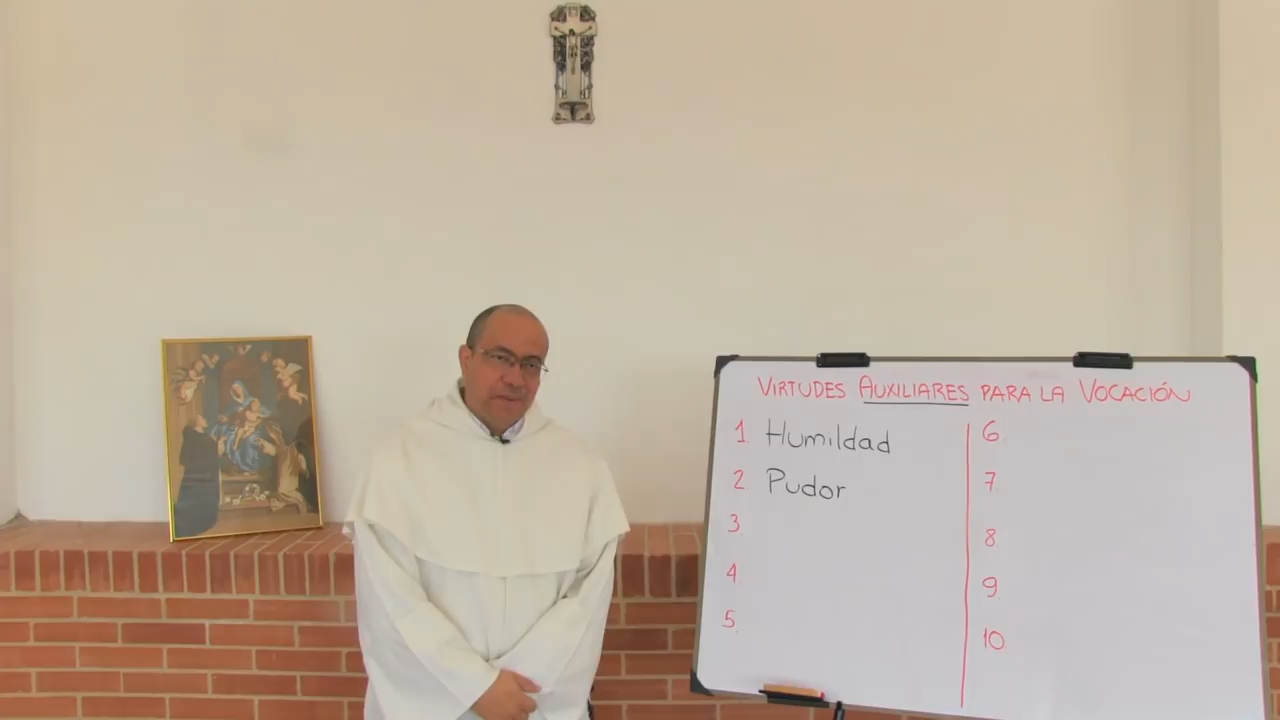 VIRTUDES AUXILIARES PARA LA VOCACIÓN
1. Humildad
2. Pudor
3.
4.
5.
6.
7.
8.
9.
10.